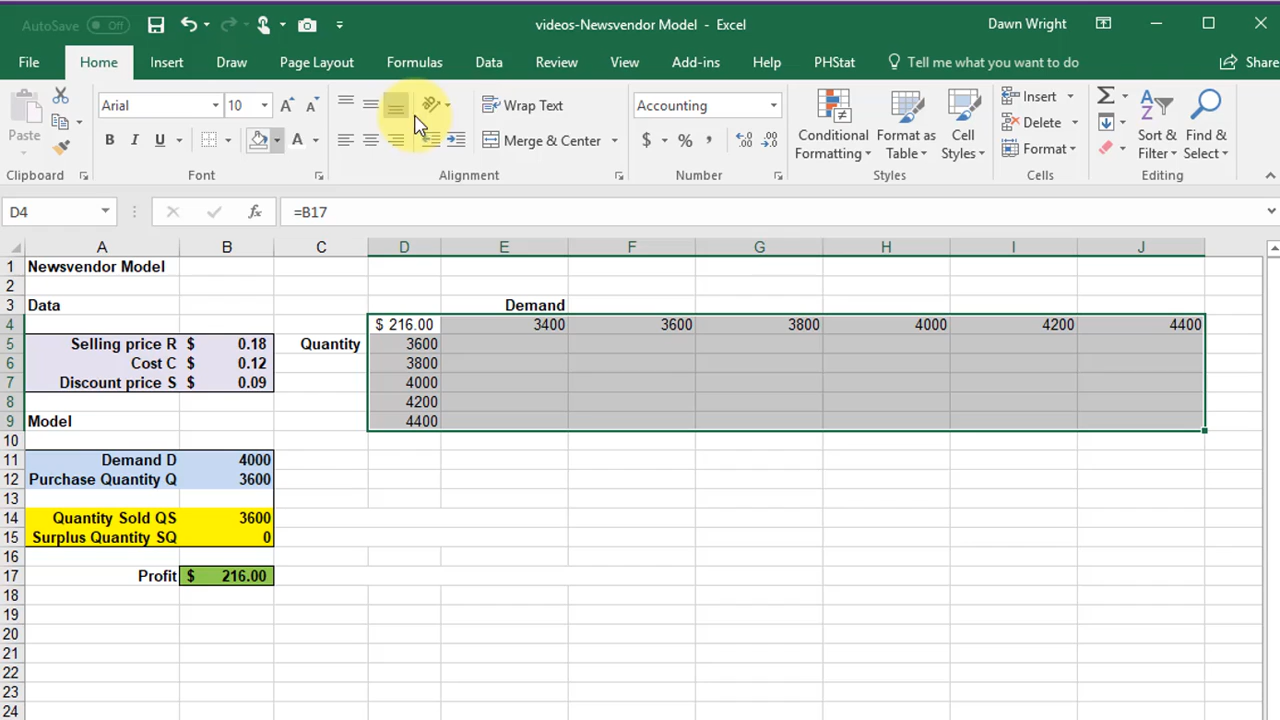 AutoSave Off videos-Newsvendor Model - Excel Dawn Wright
File Home Insert Draw Page Layout Formulas Data Review View Add-ins Help PHStat Tell me what you want to do Share
Paste Arial 10 Wrap Text Accounting Conditional Formatting Format as Table Cell Styles Insert Sort & Filter Find & Select
B I U Merge & Center $ % , Delete
Format
Clipboard Font Alignment Number Styles Cells Editing
D4 fx =B17
A B C D E F G H I J
1 Newsvendor Model
2
3 Data Demand
4 $ 216.00 3400 3600 3800 4000 4200 4400
5 Selling price R $ 0.18 Quantity 3600
6 Cost C $ 0.12 3800
7 Discount price S $ 0.09 4000
8 4200
9 Model 4400
10
11 Demand D 4000
12 Purchase Quantity Q 3600
13
14 Quantity Sold QS 3600
15 Surplus Quantity SQ 0
16
17 Profit $ 216.00
18
19
20
21
22
23
24